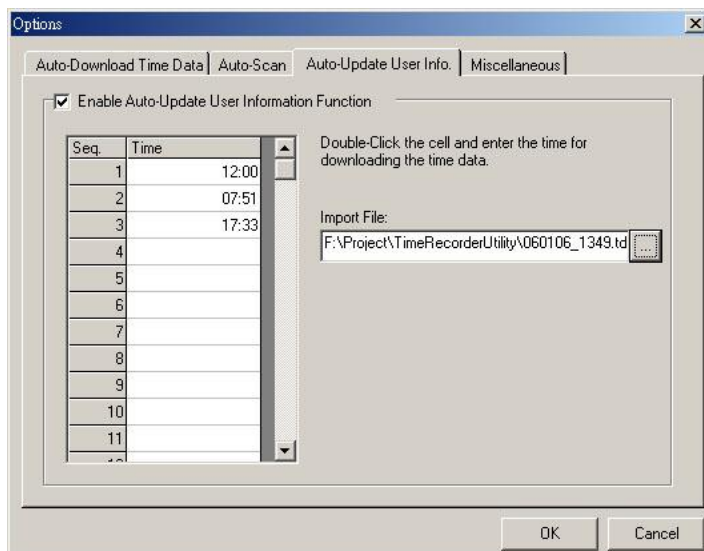 Options
Auto-Download Time Data
Auto-Scan
Auto-Update User Info.
Miscellaneous
Enable Auto-Update User Information Function
Seq. Time
1 12:00
2 07:51
3 17:33
4
5
6
7
8
9
10
11
Double-Click the cell and enter the time for
downloading the time data.
Import File:
F:\Project\TimeRecorderUtility\060106_1349.td
...
OK
Cancel